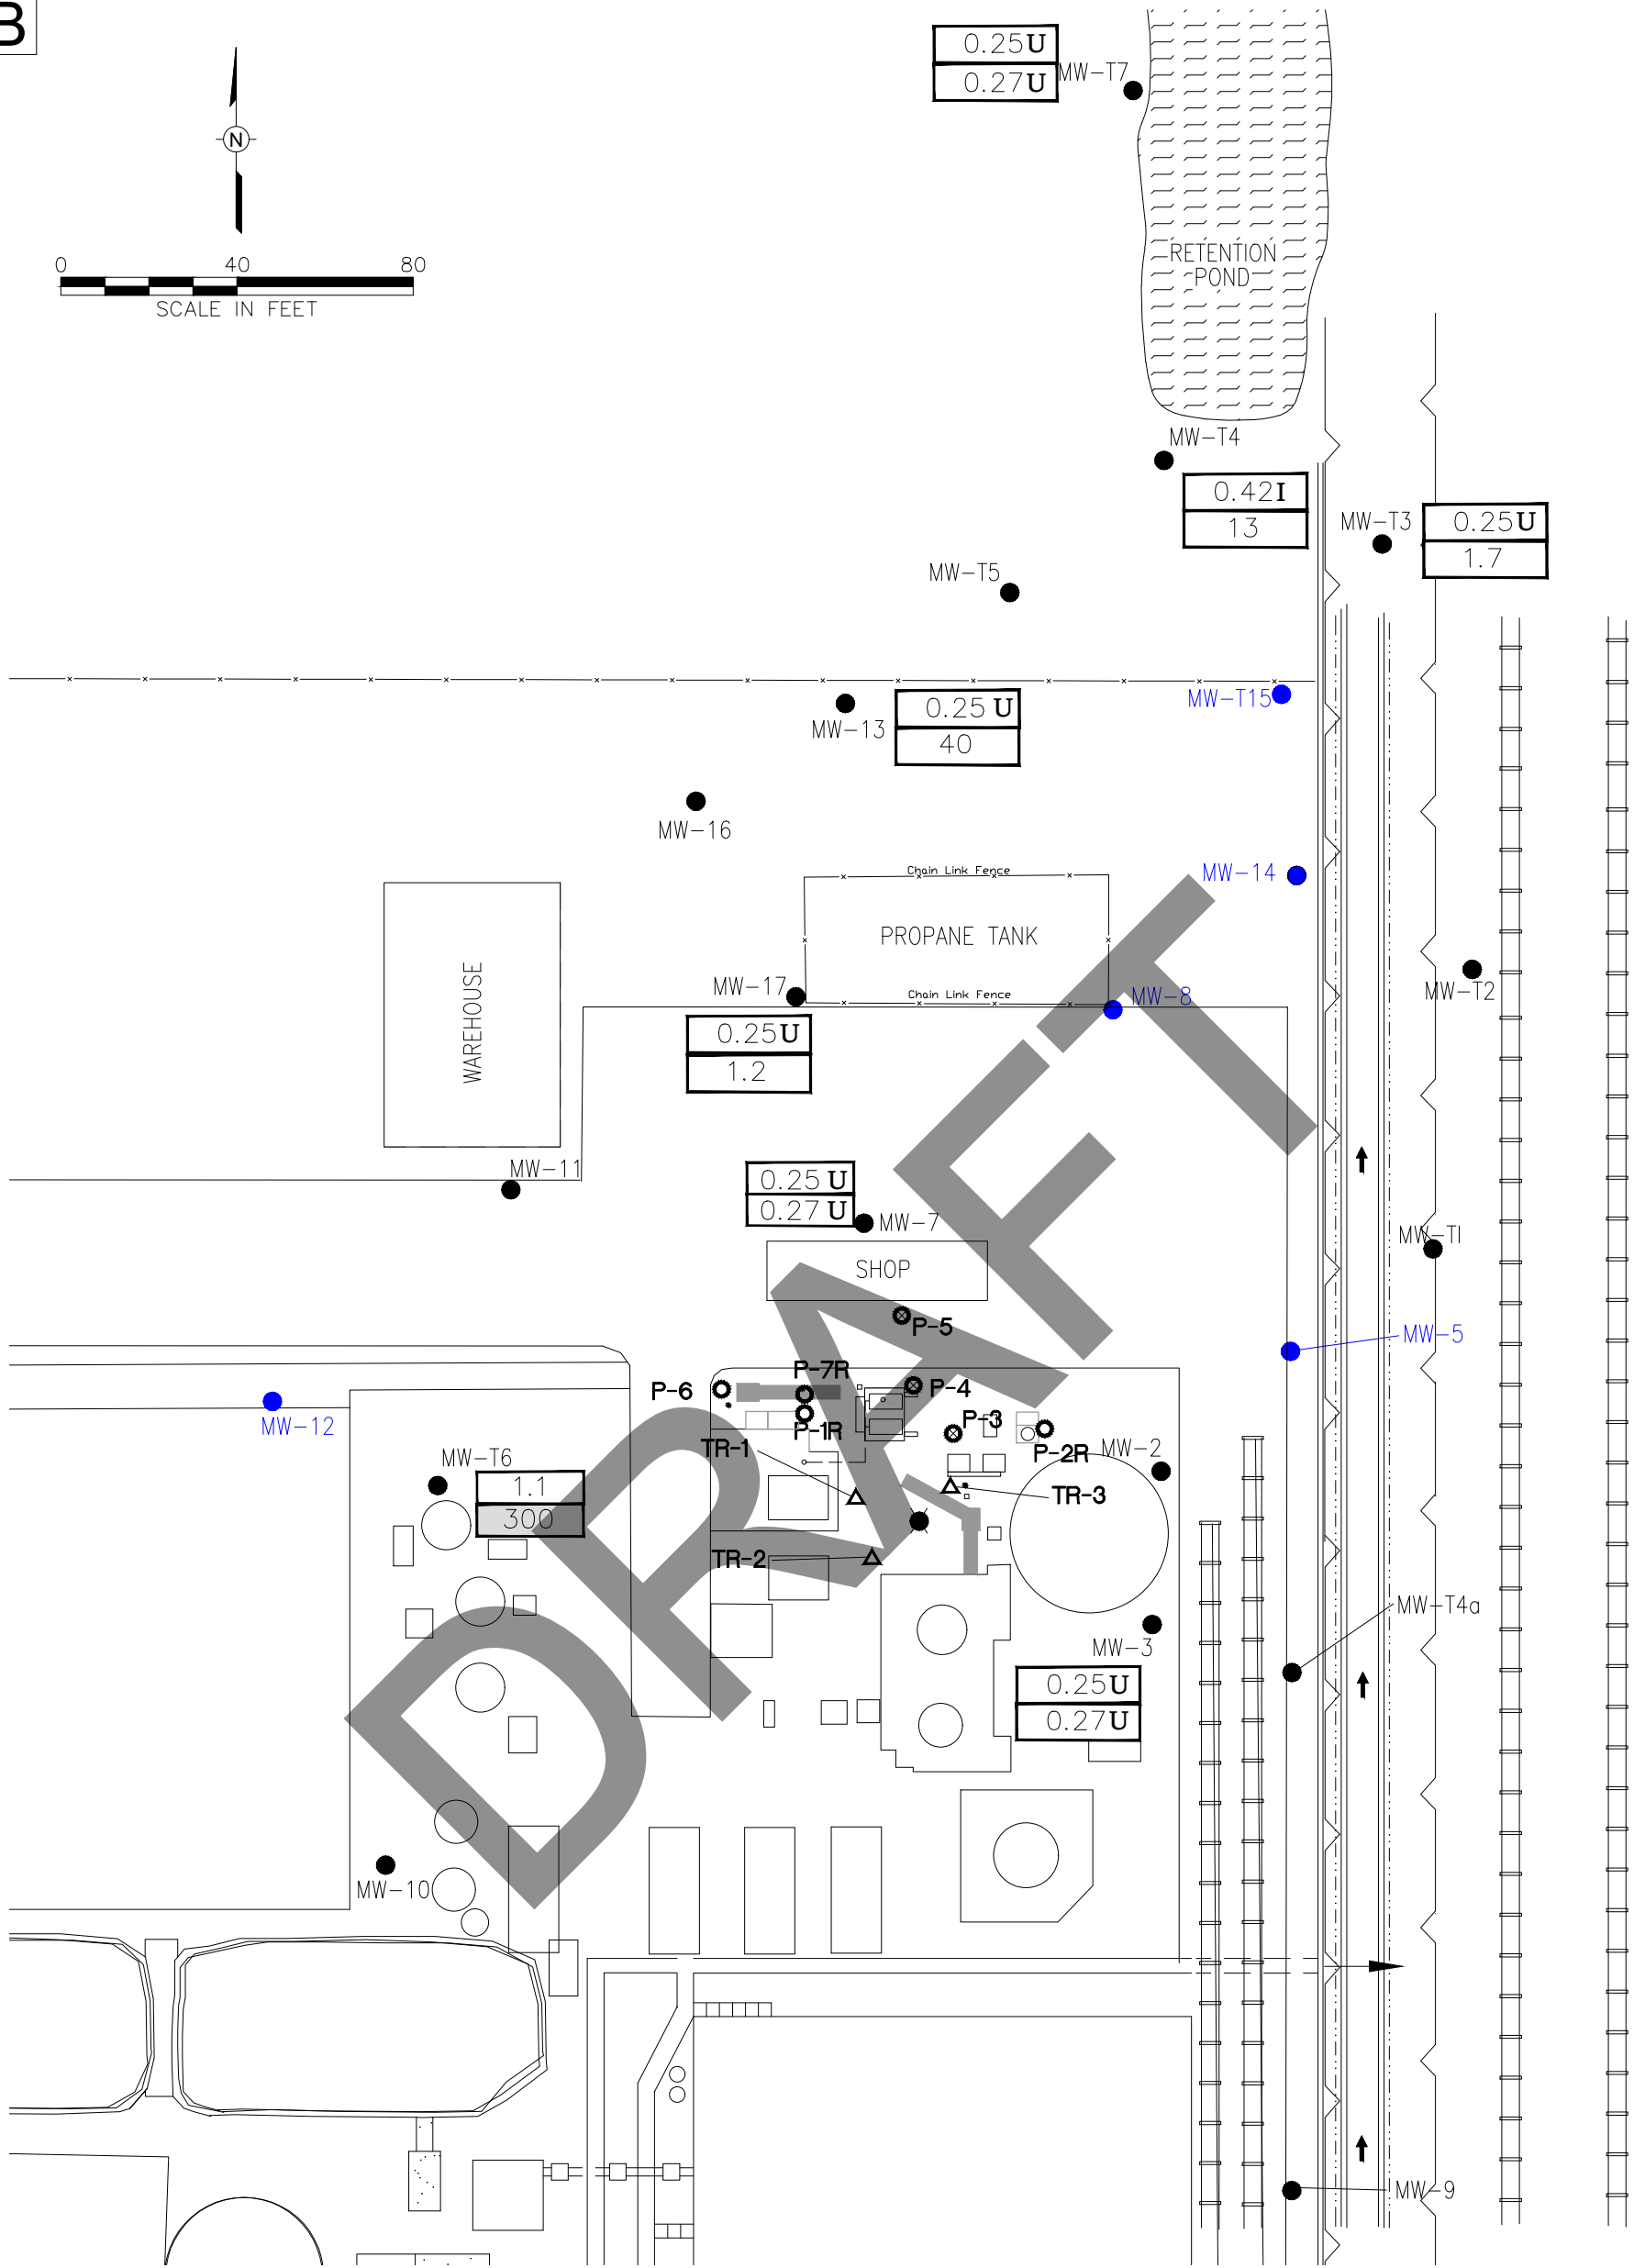 B
0.25U
0.27U
MW-T7
N
0 40 80
SCALE IN FEET
RETENTION
POND
MW-T4
0.42I
13
MW-T3
0.25U
1.7
MW-T5
MW-T15
MW-13
0.25 U
40
MW-16
Chain Link Fence
MW-14
PROPANE TANK
WAREHOUSE
MW-17
Chain Link Fence
MW-8
MW-T2
0.25U
1.2
MW-11
0.25 U
0.27 U
MW-7
MW-T1
SHOP
P-5
MW-5
P-7R
P-6
P-4
MW-12
P-1R
P-3
P-2R
MW-2
TR-1
MW-T6
1.1
300
TR-3
TR-2
MW-T4a
MW-3
0.25U
0.27U
MW-10
MW-9
DRAFT